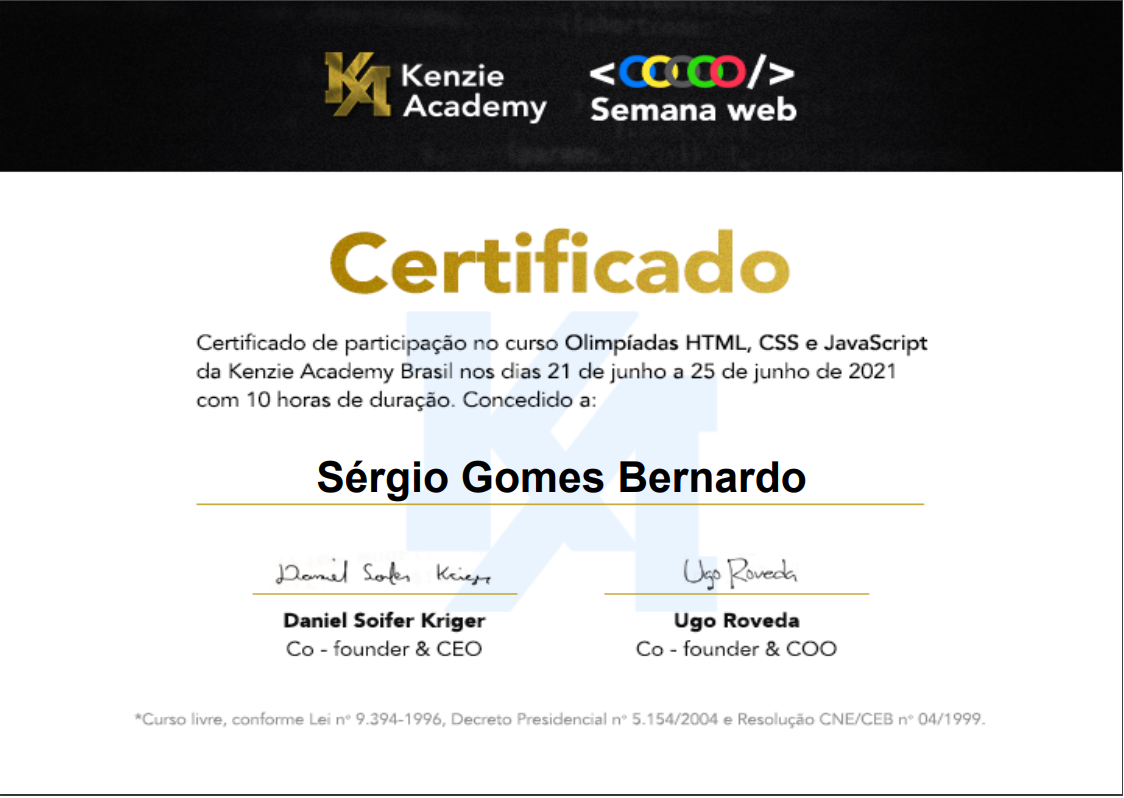 Kenzie
Academy
Semana web
Certificado
Certificado de participação no curso Olimpíadas HTML, CSS e JavaScript
da Kenzie Academy Brasil nos dias 21 de junho a 25 de junho de 2021
com 10 horas de duração. Concedido a:
Sérgio Gomes Bernardo
Daniel Soifer Kriger
Ugo Roveda
Daniel Soifer Kriger
Ugo Roveda
Co - founder & CEO
Co - founder & COO
*Curso livre, conforme Lei nº 9.394-1996, Decreto Presidencial nº 5.154/2004 e Resolução CNE/CEB nº 04/1999.